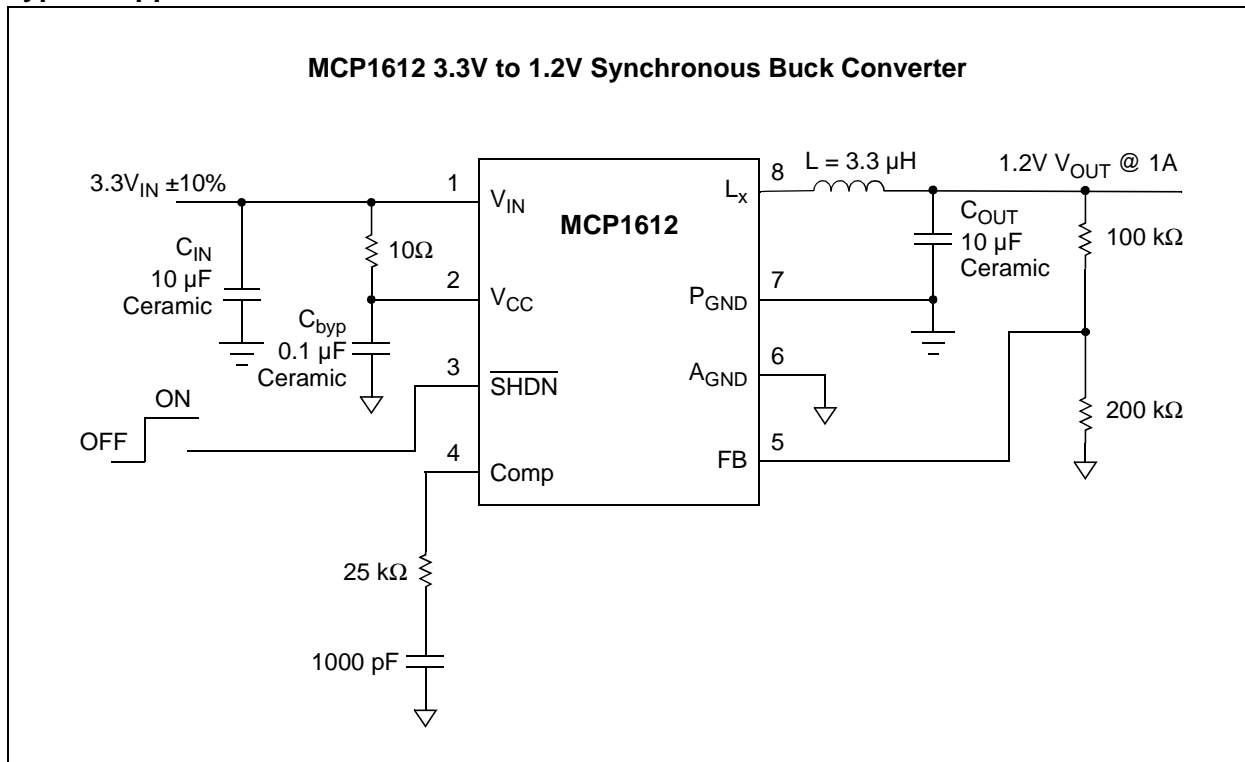 MCP1612 3.3V to 1.2V Synchronous Buck Converter
3.3VIN ±10%
1
VIN
MCP1612
Lx
8
L = 3.3 µH
1.2V VOUT @ 1A
CIN
10 µF
Ceramic
10Ω
2
VCC
Cbyp
0.1 µF
Ceramic
PGND
7
COUT
10 µF
Ceramic
100 kΩ
3
SHDN
AGND
6
200 kΩ
ON
OFF
4
Comp
FB
5
25 kΩ
1000 pF